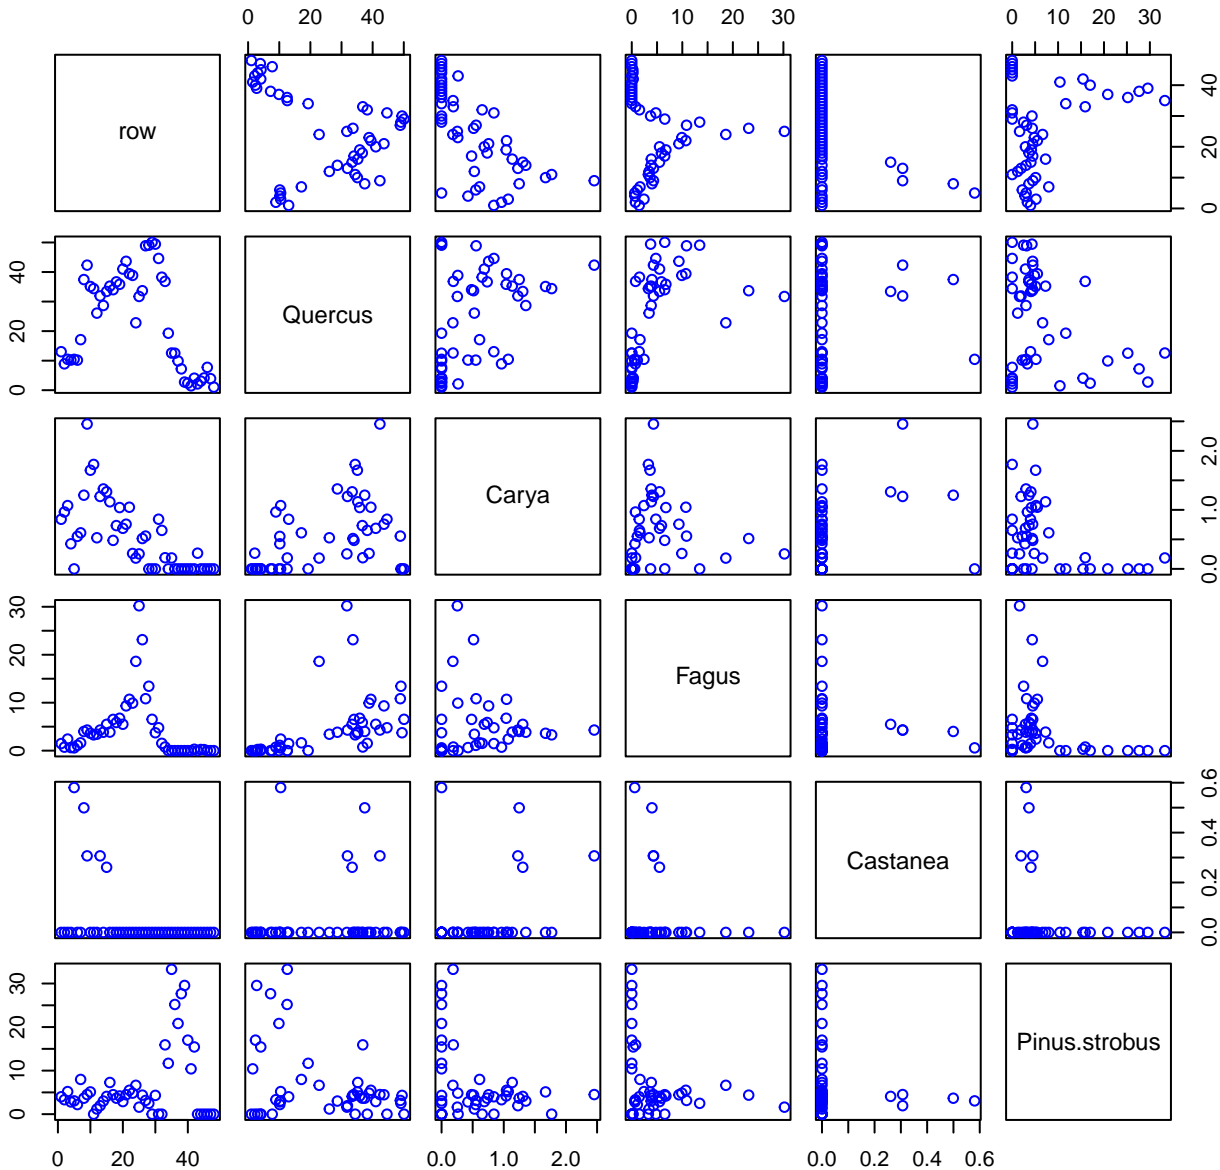 0 20 40 0 10 20 30 0 10 20 30
row 0 20 40
0 20 40 Quercus
Carya 0.0 1.0 2.0
0 10 20 30 Fagus
Castanea 0.0 0.2 0.4 0.6
0 10 20 30 Pinus.strobus
0 20 40 0.0 1.0 2.0 0.0 0.2 0.4 0.6